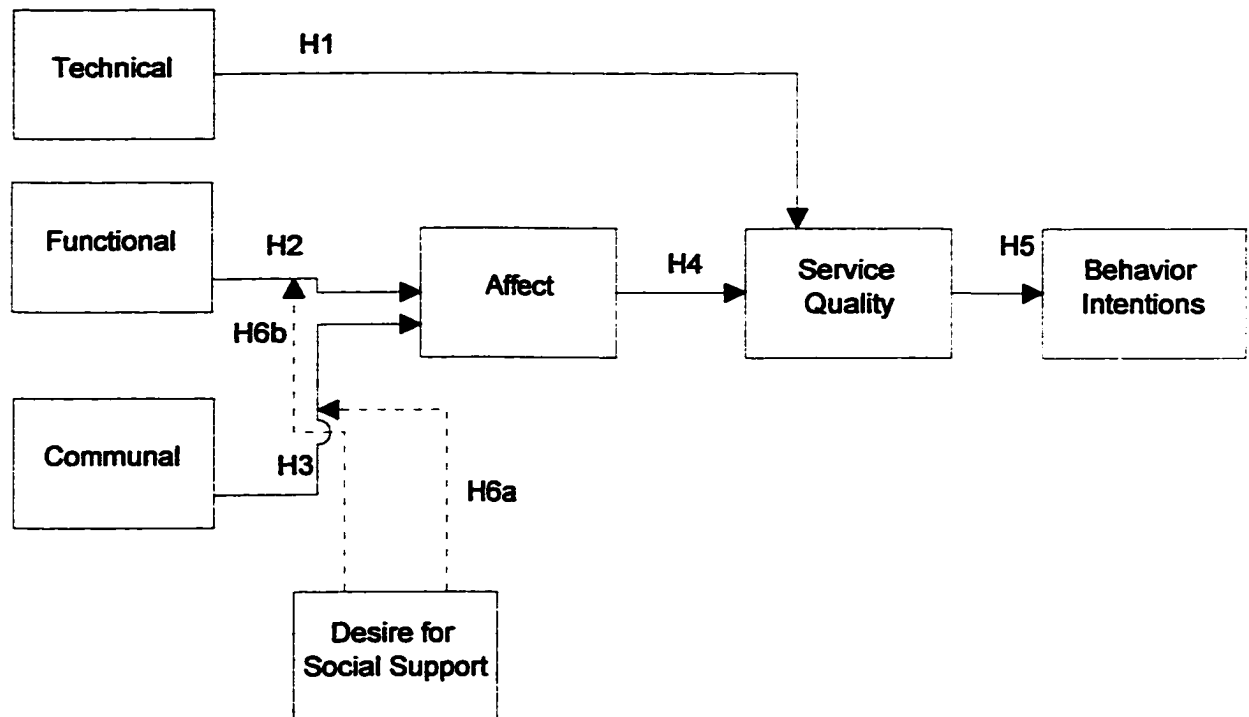 H1
Technical
Functional
H2
H4
H5
Affect
Service
Quality
Behavior
Intentions
H6b
Communal
H3
H6a
Desire for
Social Support